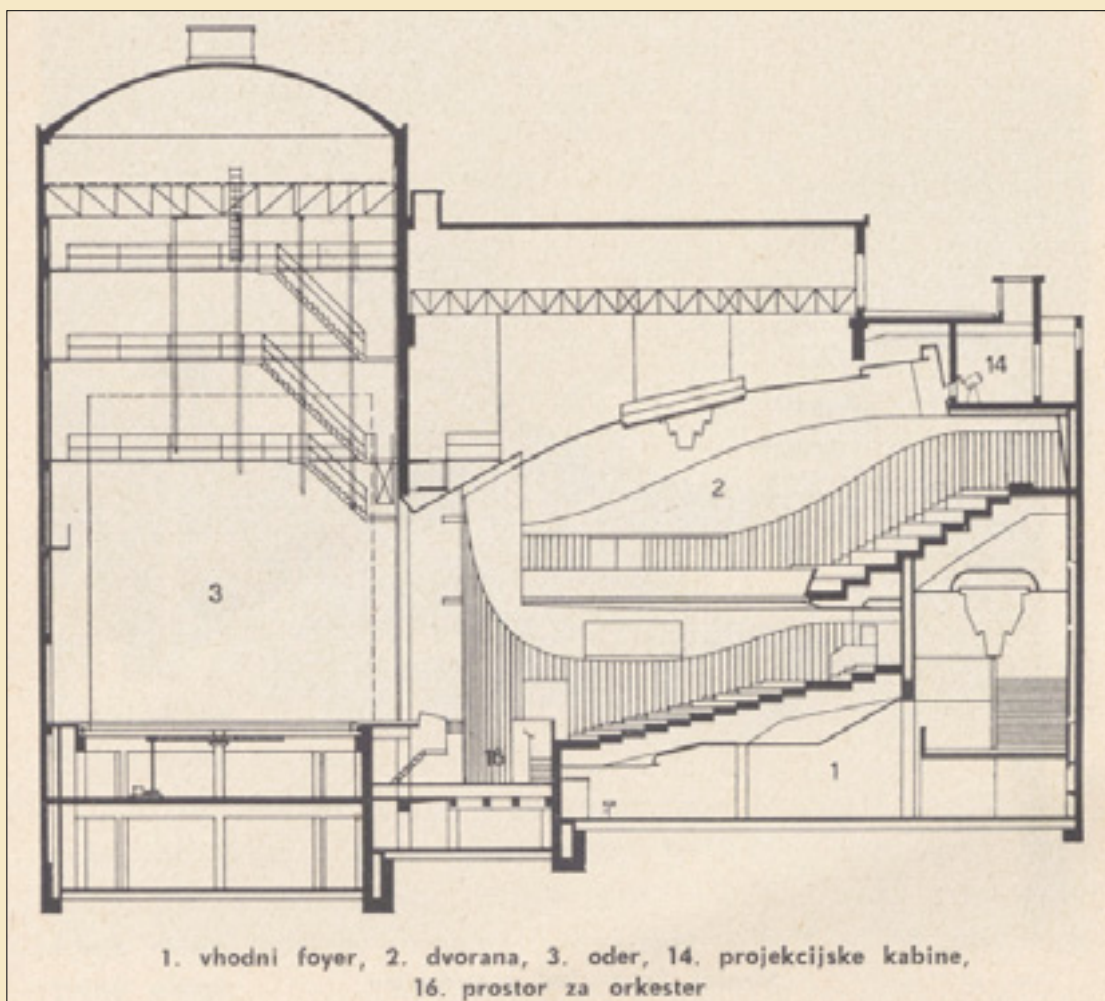 14
2
3
16
1
1. vhodni foyer, 2. dvorana, 3. oder, 14. projekcijske kabine,
16. prostor za orkester